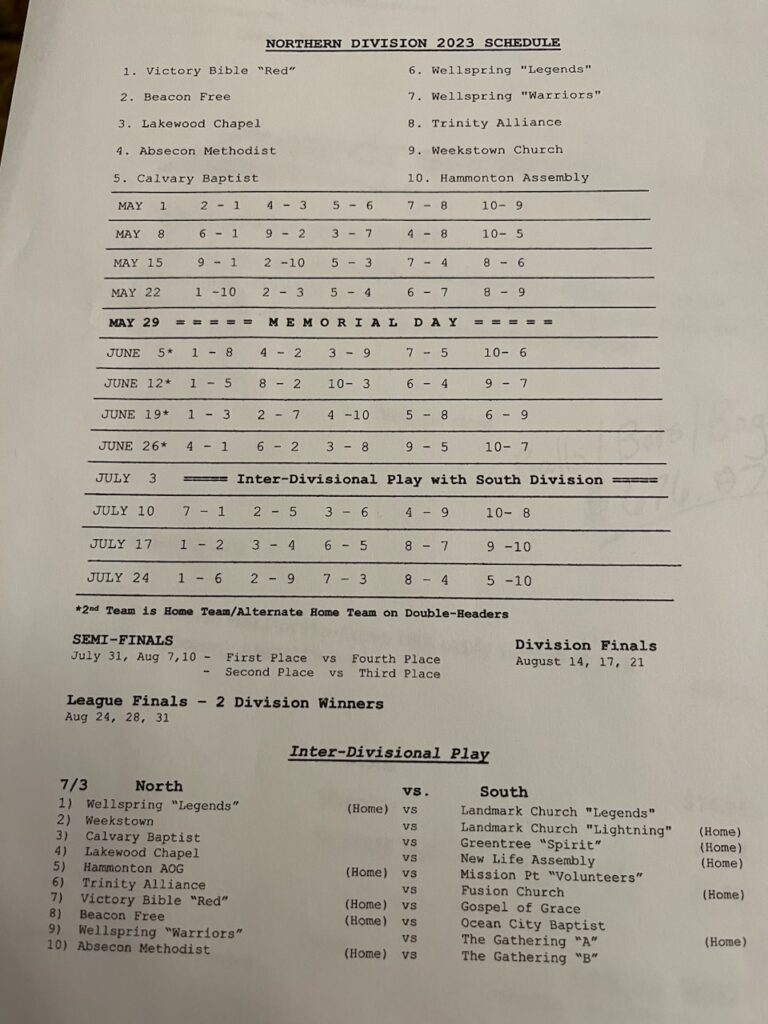 NORTHERN DIVISION 2023 SCHEDULE
1. Victory Bible "Red" 6. Wellspring "Legends"
2. Beacon Free 7. Wellspring "Warriors"
3. Lakewood Chapel 8. Trinity Alliance
4. Absecon Methodist 9. Weekstown Church
5. Calvary Baptist 10. Hammonton Assembly
MAY 1 2 - 1 4 - 3 5 - 6 7 - 8 10- 9
MAY 8 6 - 1 9 - 2 3 - 7 4 - 8 10- 5
MAY 15 9 - 1 2 -10 5 - 3 7 - 4 8 - 6
MAY 22 1 -10 2 - 3 5 - 4 6 - 7 8 - 9
MAY 29 = = = = = M E M O R I A L D A Y = = = = =
JUNE 5* 1 - 8 4 - 2 3 - 9 7 - 5 10- 6
JUNE 12* 1 - 5 8 - 2 10- 3 6 - 4 9 - 7
JUNE 19* 1 - 3 2 - 7 4 -10 5 - 8 6 - 9
JUNE 26* 4 - 1 6 - 2 3 - 8 9 - 5 10- 7
JULY 3 ===== Inter-Divisional Play with South Division =====
JULY 10 7 - 1 2 - 5 3 - 6 4 - 9 10- 8
JULY 17 1 - 2 3 - 4 6 - 5 8 - 7 9 -10
JULY 24 1 - 6 2 - 9 7 - 3 8 - 4 5 -10
*2nd Team is Home Team/Alternate Home Team on Double-Headers
SEMI-FINALS Division Finals
July 31, Aug 7,10 - First Place vs Fourth Place August 14, 17, 21
- Second Place vs Third Place
League Finals - 2 Division Winners
Aug 24, 28, 31
Inter-Divisional Play
7/3 North vs. South
1) Wellspring "Legends" (Home) vs Landmark Church "Legends"
2) Weekstown vs Landmark Church "Lightning" (Home)
3) Calvary Baptist vs Greentree "Spirit" (Home)
4) Lakewood Chapel vs New Life Assembly (Home)
5) Hammonton AOG (Home) vs Mission Pt "Volunteers"
6) Trinity Alliance vs Fusion Church (Home)
7) Victory Bible "Red" (Home) vs Gospel of Grace
8) Beacon Free (Home) vs Ocean City Baptist
9) Wellspring "Warriors" vs The Gathering "A" (Home)
10) Absecon Methodist (Home) vs The Gathering "B"